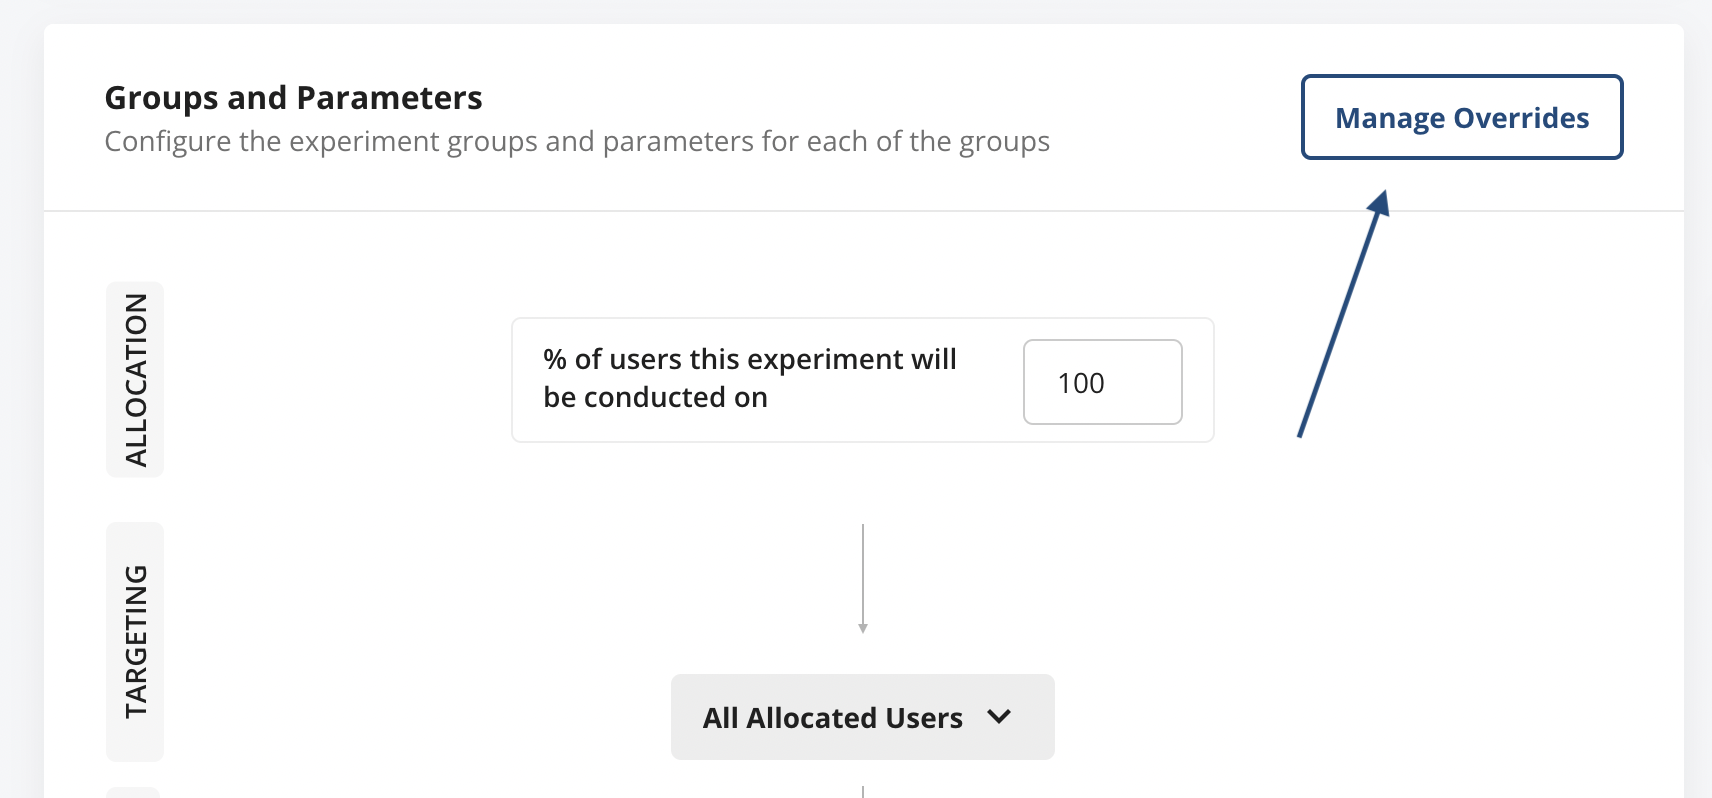 Groups and Parameters
Configure the experiment groups and parameters for each of the groups
Manage Overrides
ALLOCATION
% of users this experiment will
be conducted on
100
TARGETING
All Allocated Users